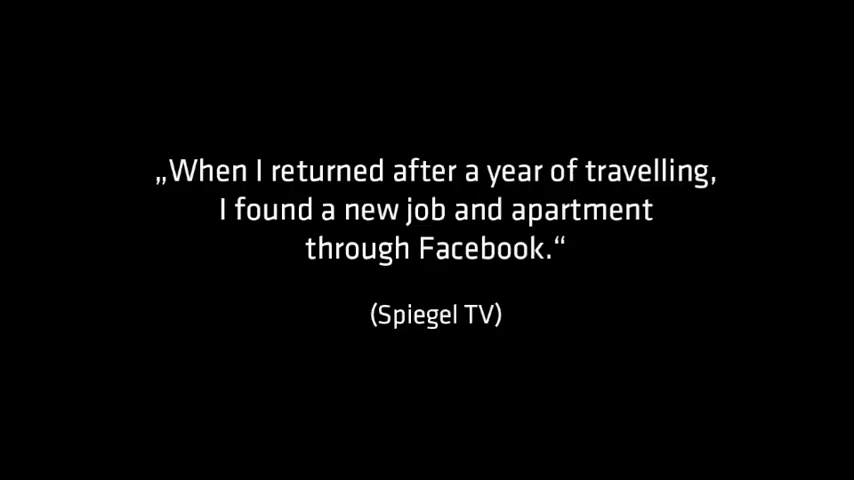 „When I returned after a year of travelling,
I found a new job and apartment
through Facebook.“
(Spiegel TV)